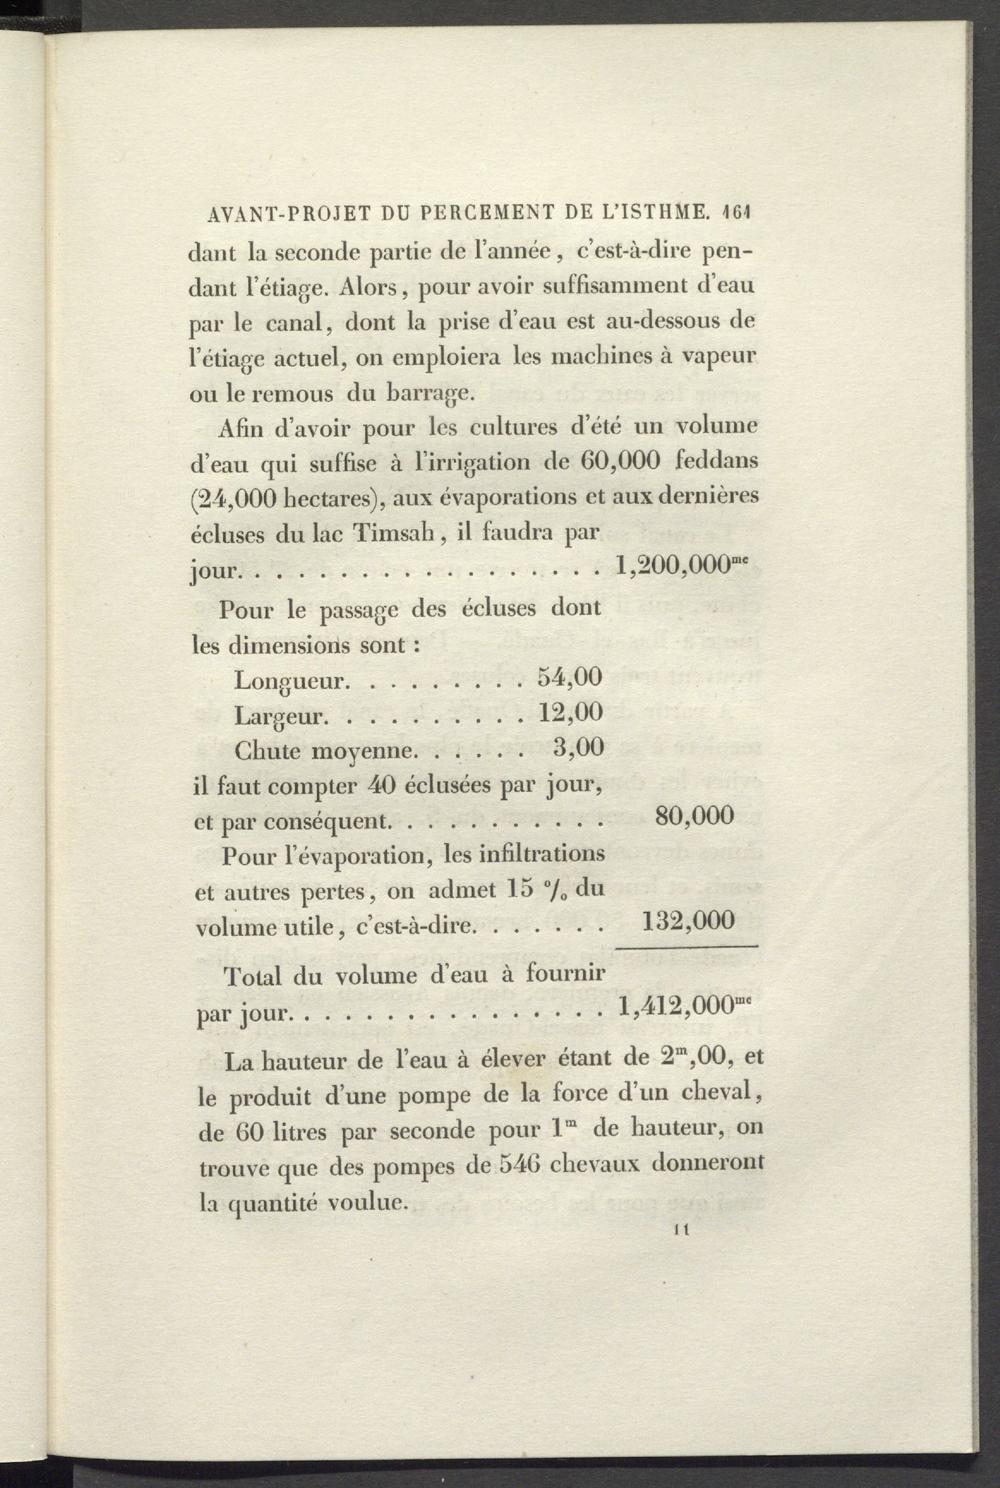 AVANT-PROJET DU PERCEMENT DE L'ISTHME. 161
dant la seconde partie de l'année, c'est-à-dire pen-
dant l'étiage. Alors, pour avoir suffisamment d'eau
par le canal, dont la prise d'eau est au-dessous de
l'étiage actuel, on emploiera les machines à vapeur
ou le remous du barrage.
Afin d'avoir pour les cultures d'été un volume
d'eau qui suffise à l'irrigation de 60,000 feddans
(24,000 hectares), aux évaporations et aux dernières
écluses du lac Timsah, il faudra par
jour. . . . . . . . . . . . . . . . . . 1,200,000ᵐᶜ
Pour le passage des écluses dont
les dimensions sont :
Longueur. . . . . . . . . 54,00
Largeur. . . . . . . . . . 12,00
Chute moyenne. . . . . . 3,00
il faut compter 40 éclusées par jour,
et par conséquent. . . . . . . . . . . 80,000
Pour l'évaporation, les infiltrations
et autres pertes, on admet 15 % du
volume utile, c'est-à-dire. . . . . . . 132,000
Total du volume d'eau à fournir
par jour. . . . . . . . . . . . . . . . 1,412,000ᵐᶜ
La hauteur de l'eau à élever étant de 2ᵐ,00, et
le produit d'une pompe de la force d'un cheval,
de 60 litres par seconde pour 1ᵐ de hauteur, on
trouve que des pompes de 546 chevaux donneront
la quantité voulue.
11